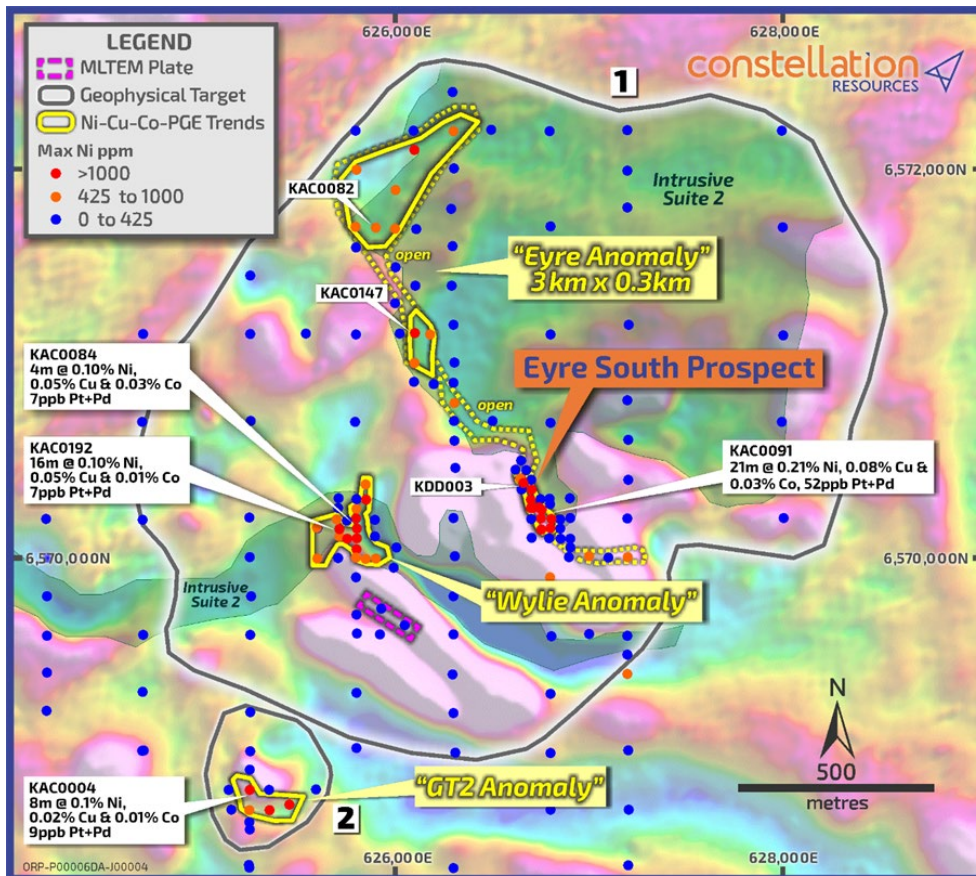 626,000E
628,000E
LEGEND
MLTEM Plate
Geophysical Target
Ni-Cu-Co-PGE Trends
Max Ni ppm
>1000
425 to 1000
0 to 425
1
constellation
RESOURCES
6,572,000N
Intrusive
Suite 2
KAC0082
open
"Eyre Anomaly"
3km x 0.3km
KAC0147
KAC0084
4m @ 0.10% Ni,
0.05% Cu & 0.03% Co
7ppb Pt+Pd
Eyre South Prospect
open
KAC0192
16m @ 0.10% Ni,
0.05% Cu & 0.01% Co
7ppb Pt+Pd
KDD003
KAC0091
21m @ 0.21% Ni, 0.08% Cu &
0.03% Co, 52ppb Pt+Pd
6,570,000N
6,570,000N
Intrusive
Suite 2
"Wylie Anomaly"
N
500
metres
KAC0004
8m @ 0.1% Ni,
0.02% Cu & 0.01% Co
9ppb Pt+Pd
"GT2 Anomaly"
2
ORP-P00006DA-J00004
626,000E
628,000E